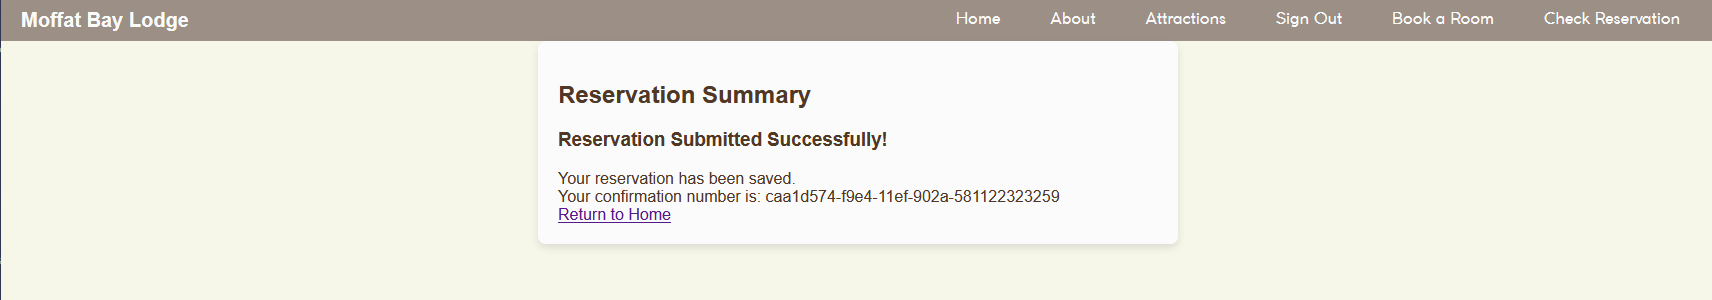 Moffat Bay Lodge
Home About Attractions Sign Out Book a Room Check Reservation
Reservation Summary
Reservation Submitted Successfully!
Your reservation has been saved.
Your confirmation number is: caa1d574-f9e4-11ef-902a-581122323259
Return to Home